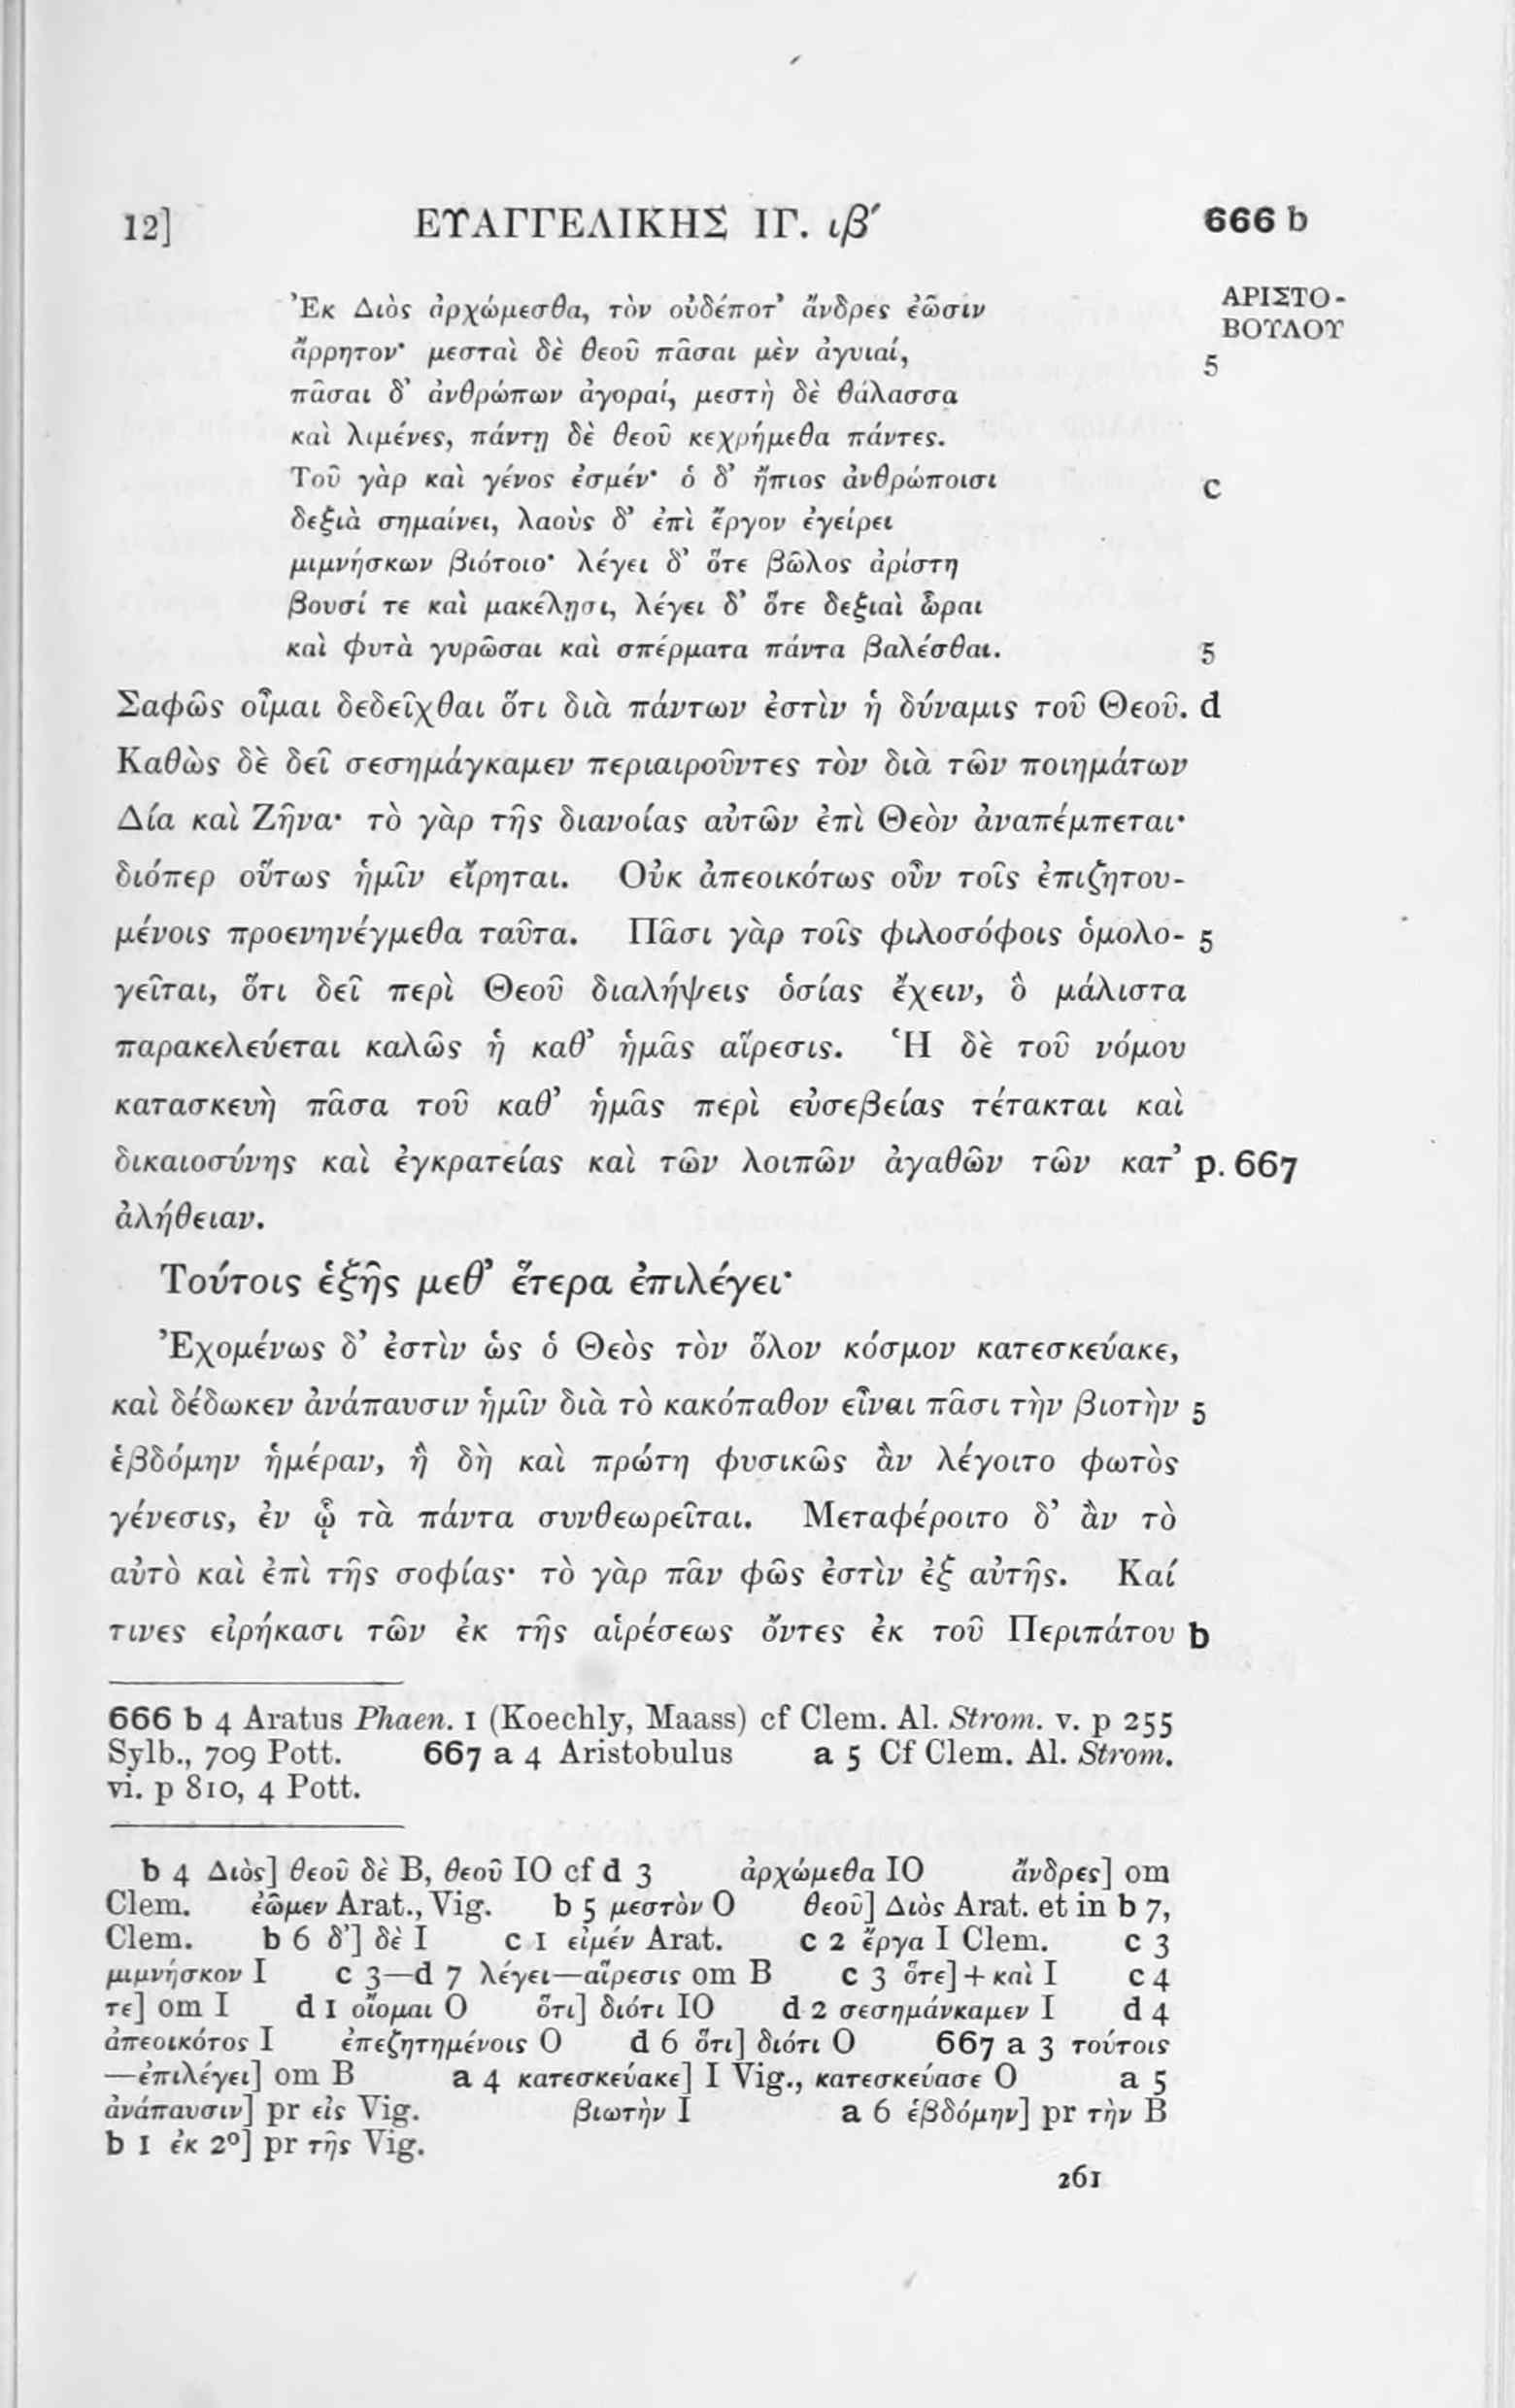 12] ΕΥΑΓΓΕΛΙΚΗΣ ΙΓ. ιβ′ 666 b
Ἐκ Διὸς ἀρχώμεσθα, τὸν οὐδέποτ’ ἄνδρες ἐῶσιν ΑΡΙΣΤΟ-
ΒΟΥΛΟΥ
ἄρρητον· μεσταὶ δὲ θεοῦ πᾶσαι μὲν ἀγυιαί, 5
πᾶσαι δ’ ἀνθρώπων ἀγοραί, μεστὴ δὲ θάλασσα
καὶ λιμένες, πάντῃ δὲ θεοῦ κεχρήμεθα πάντες.
Τοῦ γὰρ καὶ γένος ἐσμέν· ὁ δ’ ἤπιος ἀνθρώποισι c
δεξιὰ σημαίνει, λαοὺς δ’ ἐπὶ ἔργον ἐγείρει
μιμνήσκων βιότοιο· λέγει δ’ ὅτε βῶλος ἀρίστη
βουσί τε καὶ μακέλῃσι, λέγει δ’ ὅτε δεξιαὶ ὧραι
καὶ φυτὰ γυρῶσαι καὶ σπέρματα πάντα βαλέσθαι. 5
Σαφῶς οἶμαι δεδεῖχθαι ὅτι διὰ πάντων ἐστὶν ἡ δύναμις τοῦ Θεοῦ. d
Καθὼς δὲ δεῖ σεσημάγκαμεν περιαιροῦντες τὸν διὰ τῶν ποιημάτων
Δία καὶ Ζῆνα· τὸ γὰρ τῆς διανοίας αὐτῶν ἐπὶ Θεὸν ἀναπέμπεται·
διόπερ οὕτως ἡμῖν εἴρηται. Οὐκ ἀπεοικότως οὖν τοῖς ἐπιζητου-
μένοις προενηνέγμεθα ταῦτα. Πᾶσι γὰρ τοῖς φιλοσόφοις ὁμολο- 5
γεῖται, ὅτι δεῖ περὶ Θεοῦ διαλήψεις ὁσίας ἔχειν, ὃ μάλιστα
παρακελεύεται καλῶς ἡ καθ’ ἡμᾶς αἵρεσις. Ἡ δὲ τοῦ νόμου
κατασκευὴ πᾶσα τοῦ καθ’ ἡμᾶς περὶ εὐσεβείας τέτακται καὶ
δικαιοσύνης καὶ ἐγκρατείας καὶ τῶν λοιπῶν ἀγαθῶν τῶν κατ’ p. 667
ἀλήθειαν.
Τούτοις ἑξῆς μεθ’ ἕτερα ἐπιλέγει·
Ἐχομένως δ’ ἐστὶν ὡς ὁ Θεὸς τὸν ὅλον κόσμον κατεσκεύακε,
καὶ δέδωκεν ἀνάπαυσιν ἡμῖν διὰ τὸ κακόπαθον εἶναι πᾶσι τὴν βιοτὴν 5
ἑβδόμην ἡμέραν, ἣ δὴ καὶ πρώτη φυσικῶς ἂν λέγοιτο φωτὸς
γένεσις, ἐν ᾧ τὰ πάντα συνθεωρεῖται. Μεταφέροιτο δ’ ἂν τὸ
αὐτὸ καὶ ἐπὶ τῆς σοφίας· τὸ γὰρ πᾶν φῶς ἐστὶν ἐξ αὐτῆς. Καί
τινες εἰρήκασι τῶν ἐκ τῆς αἱρέσεως ὄντες ἐκ τοῦ Περιπάτου b
666 b 4 Aratus Phaen. 1 (Koechly, Maass) cf Clem. Al. Strom. v. p 255
Sylb., 709 Pott. 667 a 4 Aristobulus a 5 Cf Clem. Al. Strom.
vi. p 810, 4 Pott.
b 4 Διὸς] θεοῦ δὲ B, θεοῦ IO cf d 3 ἀρχώμεθα IO ἄνδρες] om
Clem. ἐῶμεν Arat., Vig. b 5 μεστὸν O θεοῦ] Διὸς Arat. et in b 7,
Clem. b 6 δ’] δὲ I c 1 εἰμέν Arat. c 2 ἔργα I Clem. c 3
μιμνήσκον I c 3—d 7 λέγει—αἵρεσις om B c 3 ὅτε] + καὶ I c 4
τε] om I d 1 οἴομαι O ὅτι] διότι IO d 2 σεσημάνκαμεν I d 4
ἀπεοικότος I ἐπεζητημένοις O d 6 ὅτι] διότι O 667 a 3 τούτοις
—ἐπιλέγει] om B a 4 κατεσκεύακε] I Vig., κατεσκεύασε O a 5
ἀνάπαυσιν] pr εἰς Vig. βιωτὴν I a 6 ἑβδόμην] pr τὴν B
b 1 ἐκ 2º] pr τῆς Vig.
261